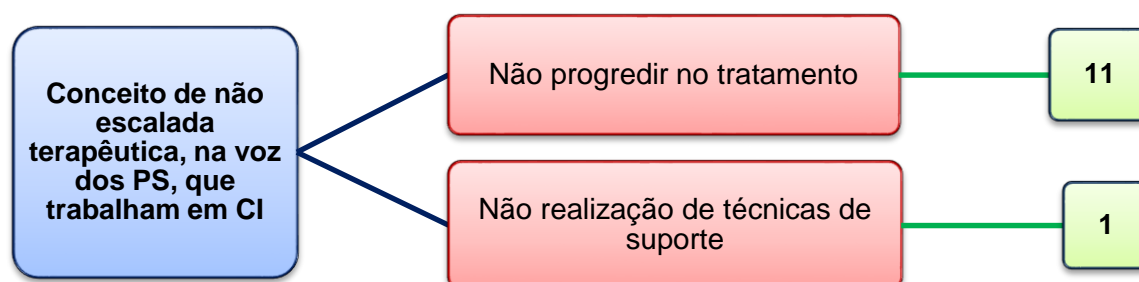 Conceito de não
escalada
terapêutica, na voz
dos PS, que
trabalham em CI
Não progredir no tratamento
11
Não realização de técnicas de
suporte
1